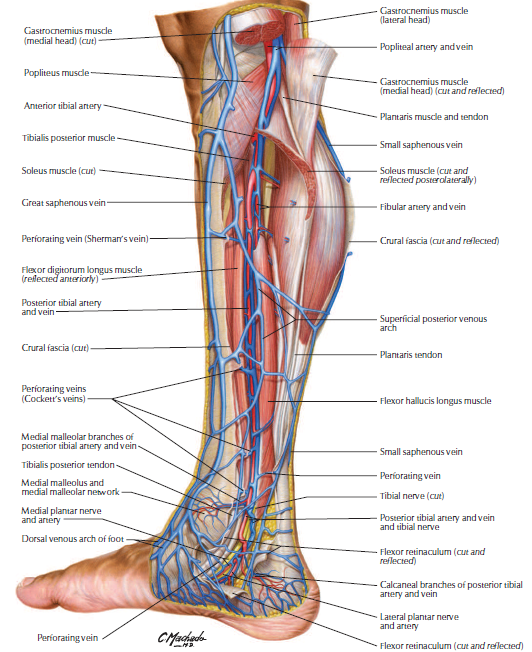 Gastrocnemius muscle
(medial head) (cut)
Popliteus muscle
Anterior tibial artery
Tibialis posterior muscle
Soleus muscle (cut)
Great saphenous vein
Perforating vein (Sherman's vein)
Flexor digitorum longus muscle
(reflected anteriorly)
Posterior tibial artery
and vein
Crural fascia (cut)
Perforating veins
(Cockett's veins)
Medial malleolar branches of
posterior tibial artery and vein
Tibialis posterior tendon
Medial malleolus and
medial malleolar network
Medial plantar nerve
and artery
Dorsal venous arch of foot
Perforating vein
Gastrocnemius muscle
(lateral head)
Popliteal artery and vein
Gastrocnemius muscle
(medial head) (cut and reflected)
Plantaris muscle and tendon
Small saphenous vein
Soleus muscle (cut and
reflected posterolaterally)
Fibular artery and vein
Crural fascia (cut and reflected)
Superficial posterior venous
arch
Plantaris tendon
Flexor hallucis longus muscle
Small saphenous vein
Perforating vein
Tibial nerve (cut)
Posterior tibial artery and vein
and tibial nerve
Flexor retinaculum (cut and
reflected)
Calcaneal branches of posterior tibial
artery and vein
Lateral plantar nerve
and artery
Flexor retinaculum (cut and reflected)
C. Machado
M.D.